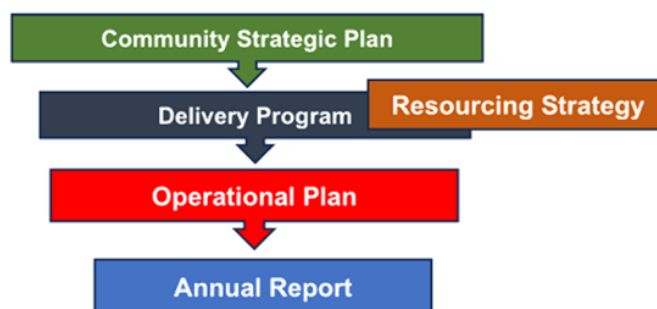 Community Strategic Plan
Delivery Program
Resourcing Strategy
Operational Plan
Annual Report